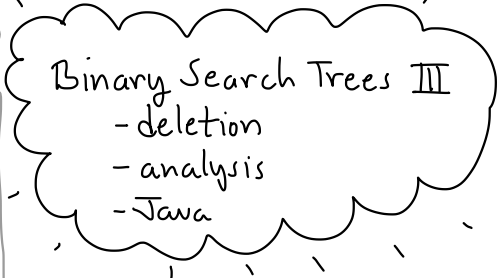 Binary Search Trees III
- deletion
- analysis
- Java